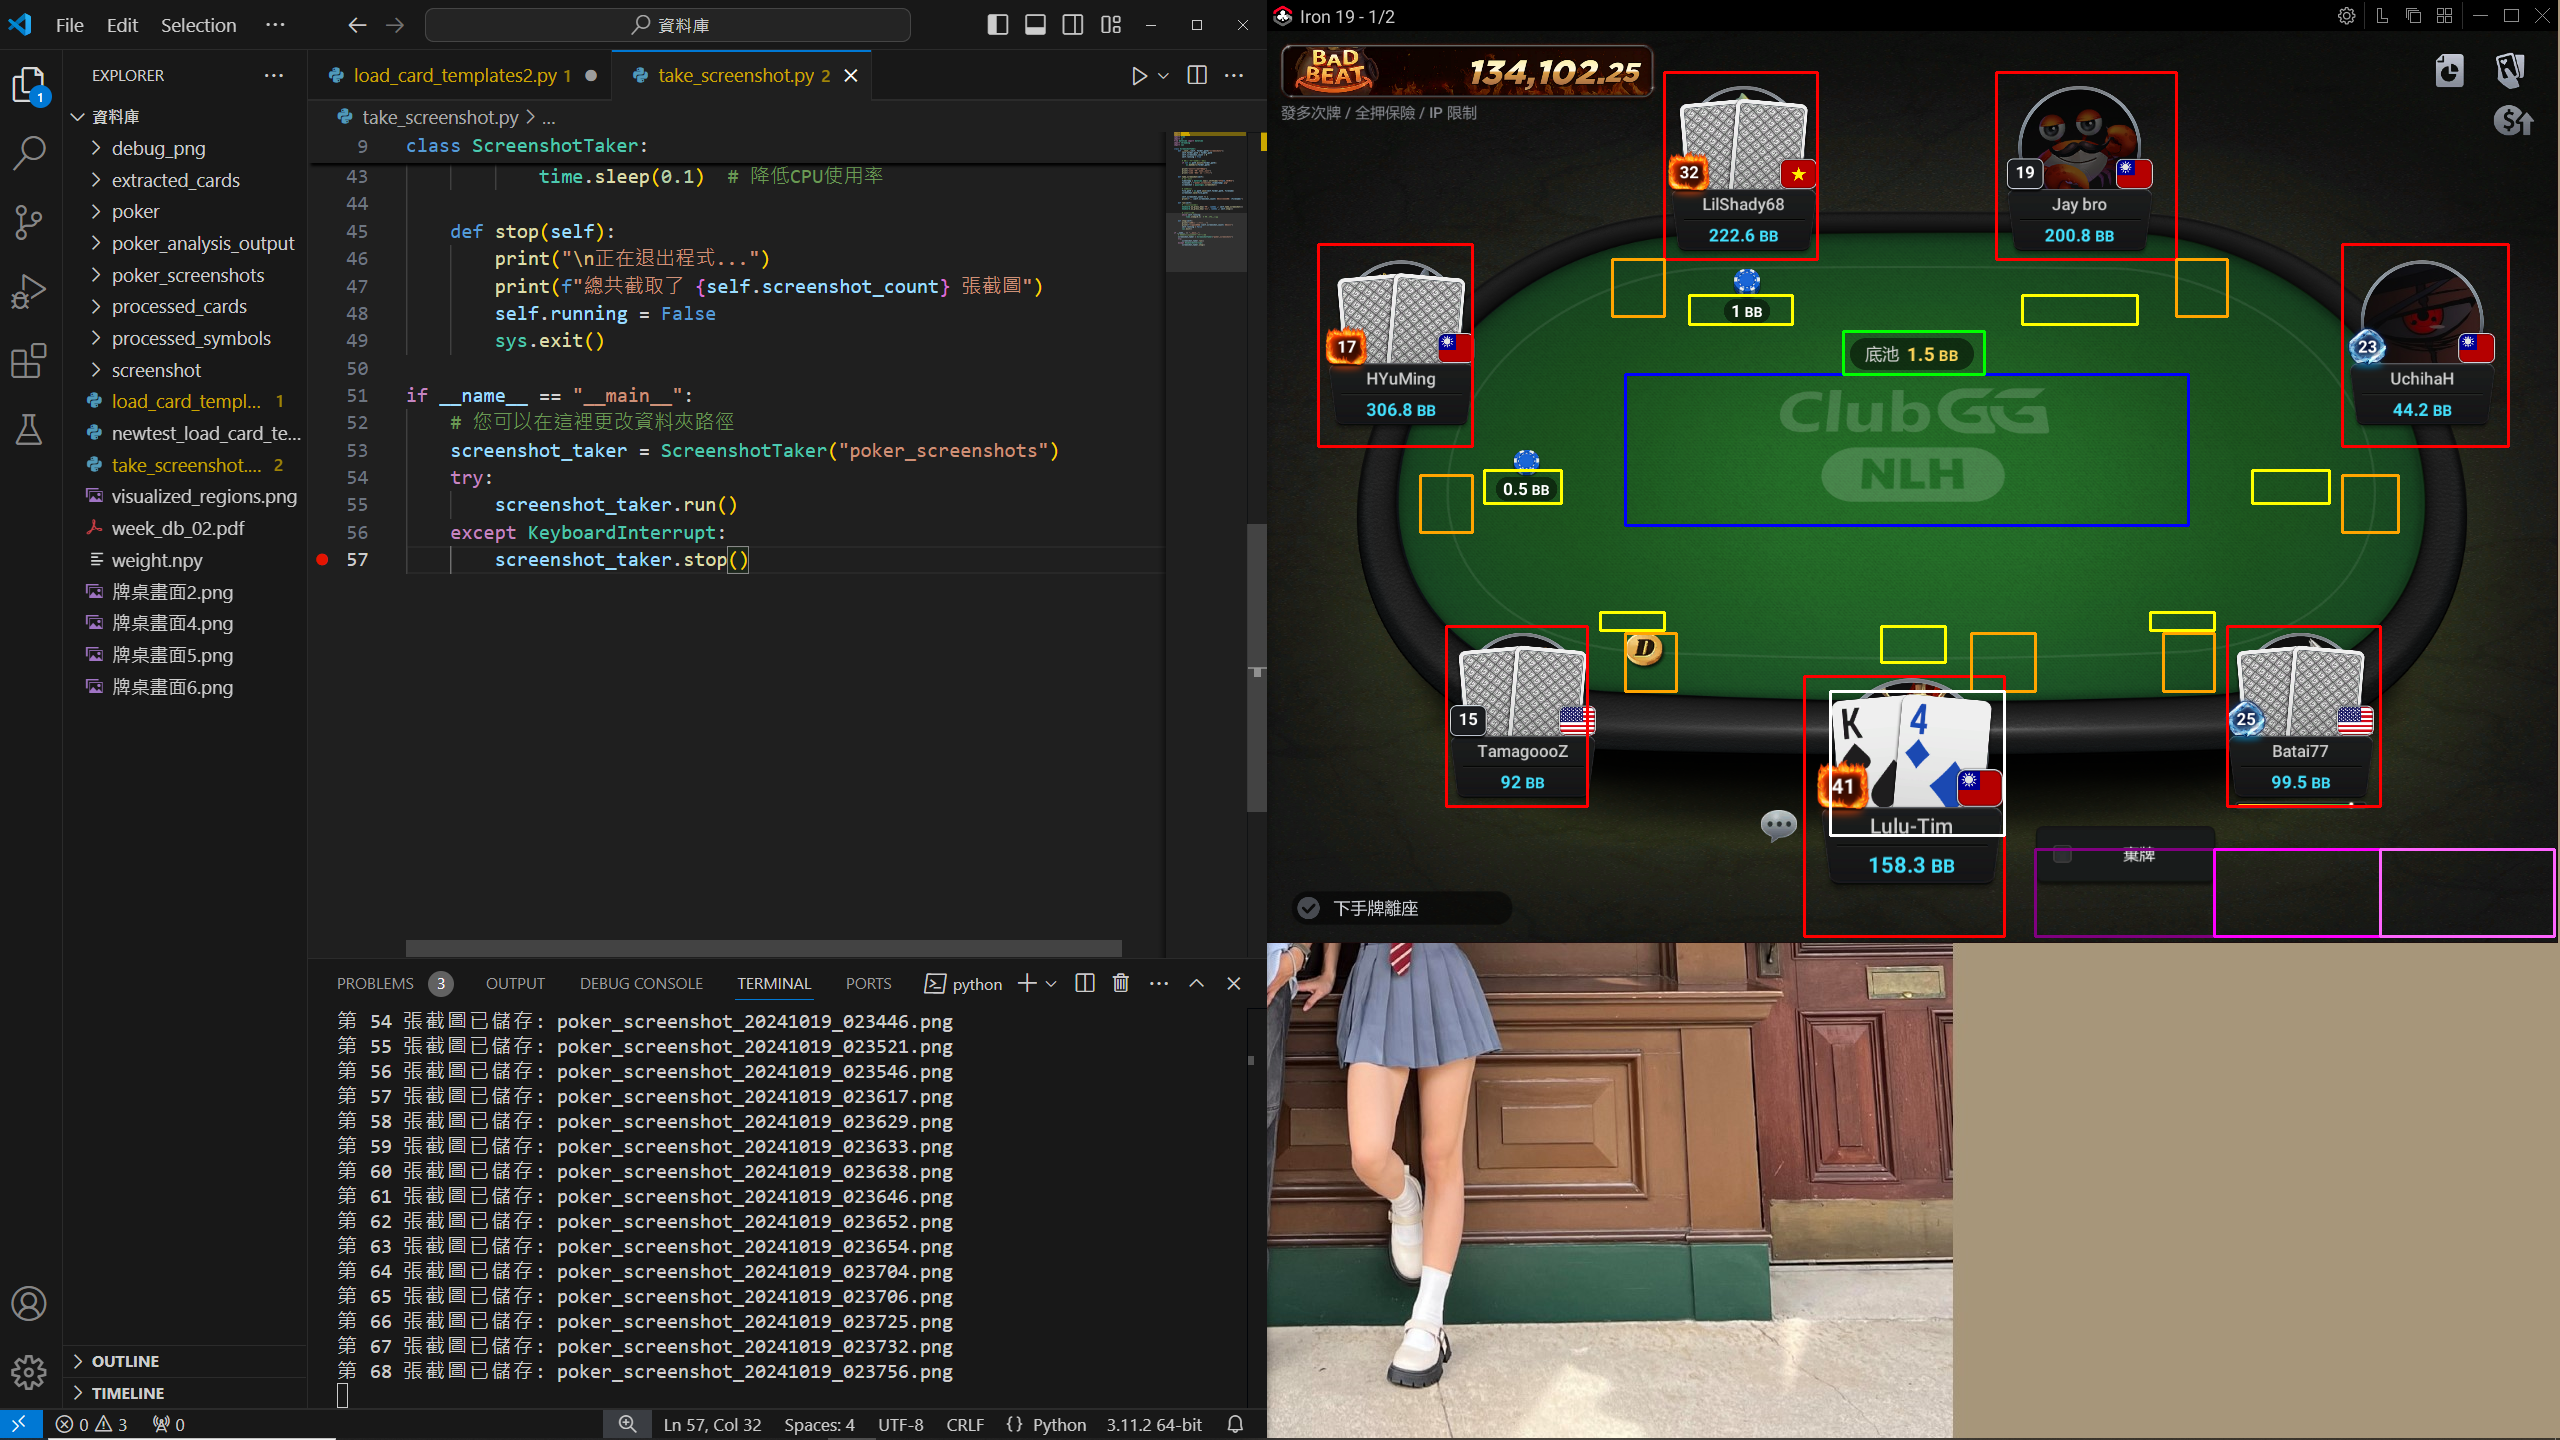 File Edit Selection ···
資料庫
EXPLORER ···
資料庫
debug_png
extracted_cards
poker
poker_analysis_output
poker_screenshots
processed_cards
processed_symbols
screenshot
load_card_templ... 1
newtest_load_card_te...
take_screenshot.... 2
visualized_regions.png
week_db_02.pdf
weight.npy
牌桌畫面2.png
牌桌畫面4.png
牌桌畫面5.png
牌桌畫面6.png
OUTLINE
TIMELINE
1
load_card_templates2.py 1
take_screenshot.py 2
take_screenshot.py > ...
9 class ScreenshotTaker:
43 time.sleep(0.1) # 降低CPU使用率
44
45 def stop(self):
46 print("\n正在退出程式...")
47 print(f"總共截取了 {self.screenshot_count} 張截圖")
48 self.running = False
49 sys.exit()
50
51 if __name__ == "__main__":
52 # 您可以在這裡更改資料夾路徑
53 screenshot_taker = ScreenshotTaker("poker_screenshots")
54 try:
55 screenshot_taker.run()
56 except KeyboardInterrupt:
57 screenshot_taker.stop()
PROBLEMS 3 OUTPUT DEBUG CONSOLE TERMINAL PORTS python
第 54 張截圖已儲存: poker_screenshot_20241019_023446.png
第 55 張截圖已儲存: poker_screenshot_20241019_023521.png
第 56 張截圖已儲存: poker_screenshot_20241019_023546.png
第 57 張截圖已儲存: poker_screenshot_20241019_023617.png
第 58 張截圖已儲存: poker_screenshot_20241019_023629.png
第 59 張截圖已儲存: poker_screenshot_20241019_023633.png
第 60 張截圖已儲存: poker_screenshot_20241019_023638.png
第 61 張截圖已儲存: poker_screenshot_20241019_023646.png
第 62 張截圖已儲存: poker_screenshot_20241019_023652.png
第 63 張截圖已儲存: poker_screenshot_20241019_023654.png
第 64 張截圖已儲存: poker_screenshot_20241019_023704.png
第 65 張截圖已儲存: poker_screenshot_20241019_023706.png
第 66 張截圖已儲存: poker_screenshot_20241019_023725.png
第 67 張截圖已儲存: poker_screenshot_20241019_023732.png
第 68 張截圖已儲存: poker_screenshot_20241019_023756.png
0 3 0
Ln 57, Col 32 Spaces: 4 UTF-8 CRLF {} Python 3.11.2 64-bit
Iron 19 - 1/2
BAD BEAT 134,102.25
發多次牌 / 全押保險 / IP 限制
32
LilShady68
222.6 BB
19
Jay bro
200.8 BB
17
HYuMing
306.8 BB
23
UchihaH
44.2 BB
1 BB
底池 1.5 BB
ClubGG
NLH
0.5 BB
D
15
TamagoooZ
92 BB
K 4
41
Lulu-Tim
158.3 BB
25
Batai77
99.5 BB
棄牌
下手牌離座